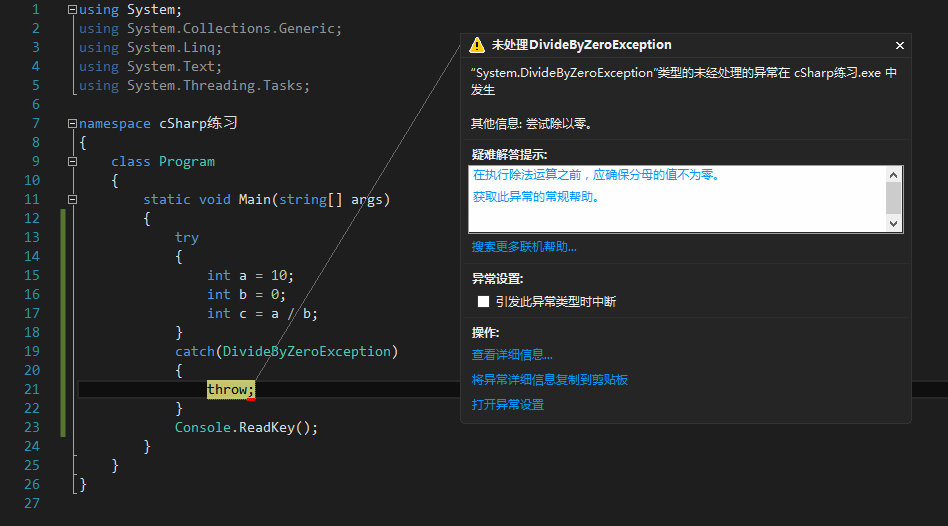 1 using System;
2 using System.Collections.Generic;
3 using System.Linq;
4 using System.Text;
5 using System.Threading.Tasks;
6
7 namespace cSharp练习
8 {
9     class Program
10     {
11         static void Main(string[] args)
12         {
13             try
14             {
15                 int a = 10;
16                 int b = 0;
17                 int c = a / b;
18             }
19             catch(DivideByZeroException)
20             {
21                 throw;
22             }
23             Console.ReadKey();
24         }
25     }
26 }
27
未处理DivideByZeroException
“System.DivideByZeroException”类型的未经处理的异常在 cSharp练习.exe 中
发生
其他信息: 尝试除以零。
疑难解答提示:
在执行除法运算之前，应确保分母的值不为零。
获取此异常的常规帮助。
搜索更多联机帮助...
异常设置:
引发此异常类型时中断
操作:
查看详细信息...
将异常详细信息复制到剪贴板
打开异常设置